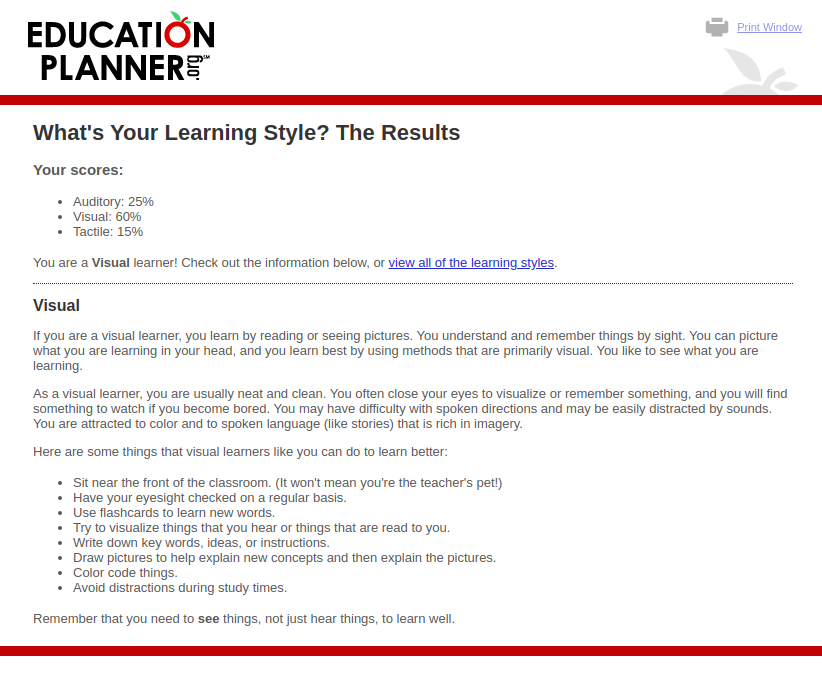 EDUCATION
PLANNER.org℠
Print Window
What's Your Learning Style? The Results
Your scores:
• Auditory: 25%
• Visual: 60%
• Tactile: 15%
You are a Visual learner! Check out the information below, or view all of the learning styles.
Visual
If you are a visual learner, you learn by reading or seeing pictures. You understand and remember things by sight. You can picture
what you are learning in your head, and you learn best by using methods that are primarily visual. You like to see what you are
learning.
As a visual learner, you are usually neat and clean. You often close your eyes to visualize or remember something, and you will find
something to watch if you become bored. You may have difficulty with spoken directions and may be easily distracted by sounds.
You are attracted to color and to spoken language (like stories) that is rich in imagery.
Here are some things that visual learners like you can do to learn better:
• Sit near the front of the classroom. (It won't mean you're the teacher's pet!)
• Have your eyesight checked on a regular basis.
• Use flashcards to learn new words.
• Try to visualize things that you hear or things that are read to you.
• Write down key words, ideas, or instructions.
• Draw pictures to help explain new concepts and then explain the pictures.
• Color code things.
• Avoid distractions during study times.
Remember that you need to see things, not just hear things, to learn well.